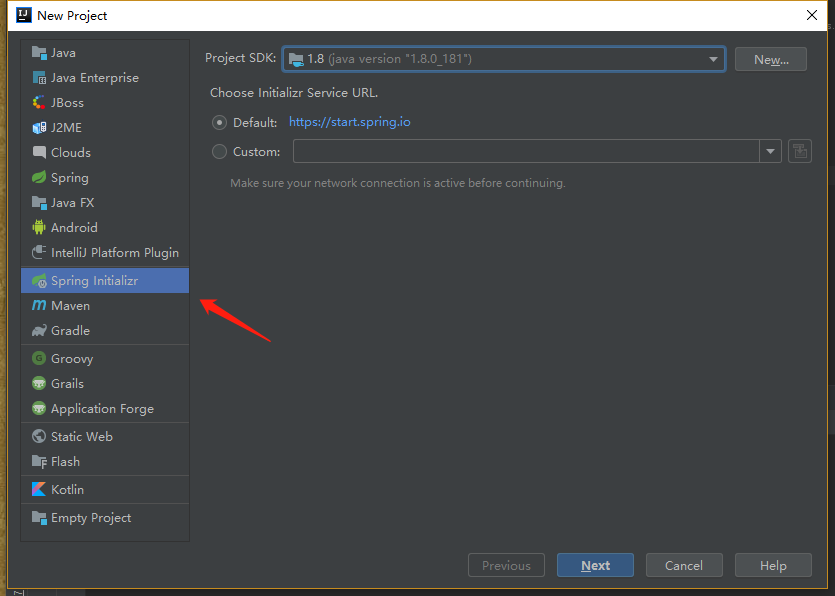 New Project
Java
Java Enterprise
JBoss
J2ME
Clouds
Spring
Java FX
Android
IntelliJ Platform Plugin
Spring Initializr
Maven
Gradle
Groovy
Grails
Application Forge
Static Web
Flash
Kotlin
Empty Project
Project SDK: 1.8 (java version "1.8.0_181") New...
Choose Initializr Service URL.
Default: https://start.spring.io
Custom:
Make sure your network connection is active before continuing.
Previous Next Cancel Help